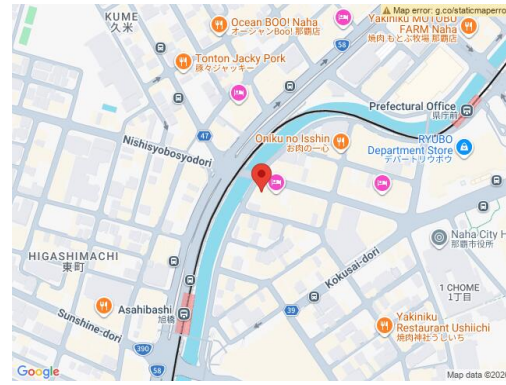 Map error: g.co/staticmaperro
KUME
久米
Ocean BOO! Naha
オーシャンBoo! 那覇店
Yakiniku MOTOBU
FARM Naha
焼肉もとぶ牧場 那覇店
58
Tonton Jacky Pork
豚々ジャッキー
Prefectural Office
県庁前
47
Nishisyobosyodori
Oniku no Isshin
お肉の一心
RYUBO
Department Store
デパートリウボウ
Naha City H
那覇市役所
HIGASHIMACHI
東町
Kokusai-dori
1 CHOME
1丁目
Asahibashi
旭橋
39
Sunshine-dori
Yakiniku
Restaurant Ushiichi
焼肉神社うしいち
390
58
Google
Map data ©2026